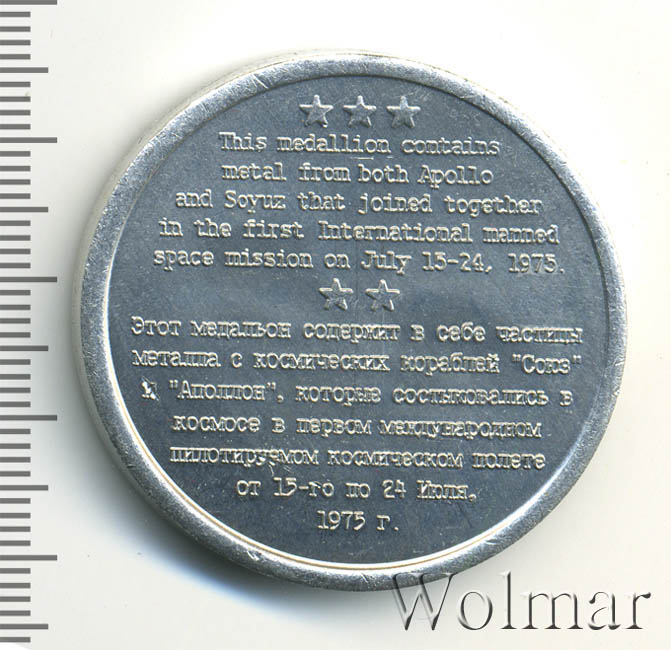 This medallion contains
metal from both Apollo
and Soyuz that joined together
in the first International manned
space mission on July 15-24, 1975.
Этот медальон содержит в себе частицы
металла с космических кораблей "Союз"
и "Аполлон", которые состыковались в
космосе в первом международном
пилотируемом космическом полете
от 15-го по 24 Июля,
1975 г.
Wolmar